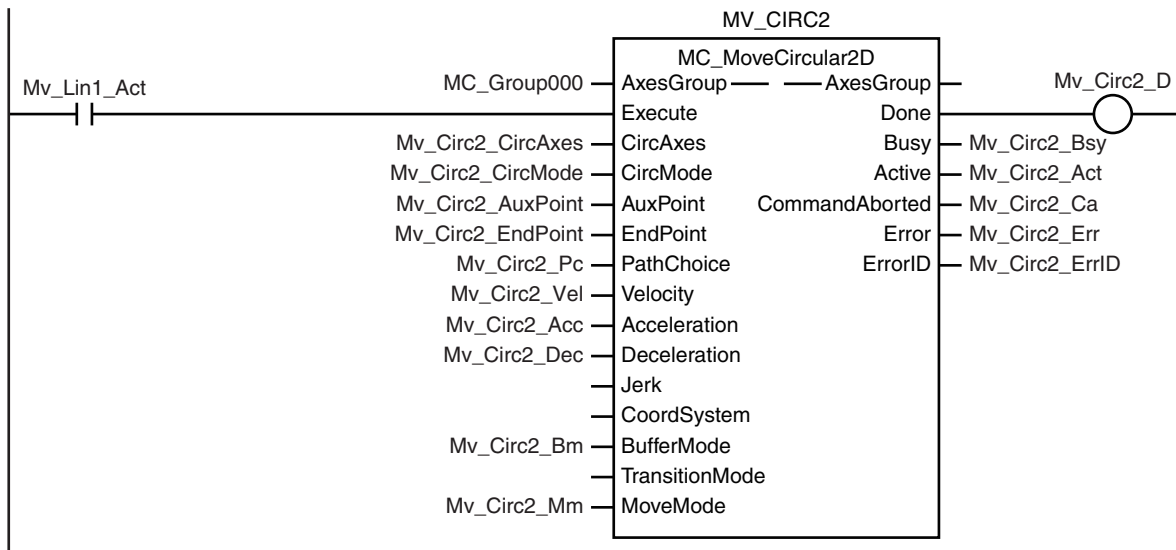 MV_CIRC2
MC_MoveCircular2D
Mv_Lin1_Act
MC_Group000 AxesGroup AxesGroup Mv_Circ2_D
Execute Done
Mv_Circ2_CircAxes CircAxes Busy Mv_Circ2_Bsy
Mv_Circ2_CircMode CircMode Active Mv_Circ2_Act
Mv_Circ2_AuxPoint AuxPoint CommandAborted Mv_Circ2_Ca
Mv_Circ2_EndPoint EndPoint Error Mv_Circ2_Err
Mv_Circ2_Pc PathChoice ErrorID Mv_Circ2_ErrID
Mv_Circ2_Vel Velocity
Mv_Circ2_Acc Acceleration
Mv_Circ2_Dec Deceleration
Jerk
CoordSystem
Mv_Circ2_Bm BufferMode
TransitionMode
Mv_Circ2_Mm MoveMode